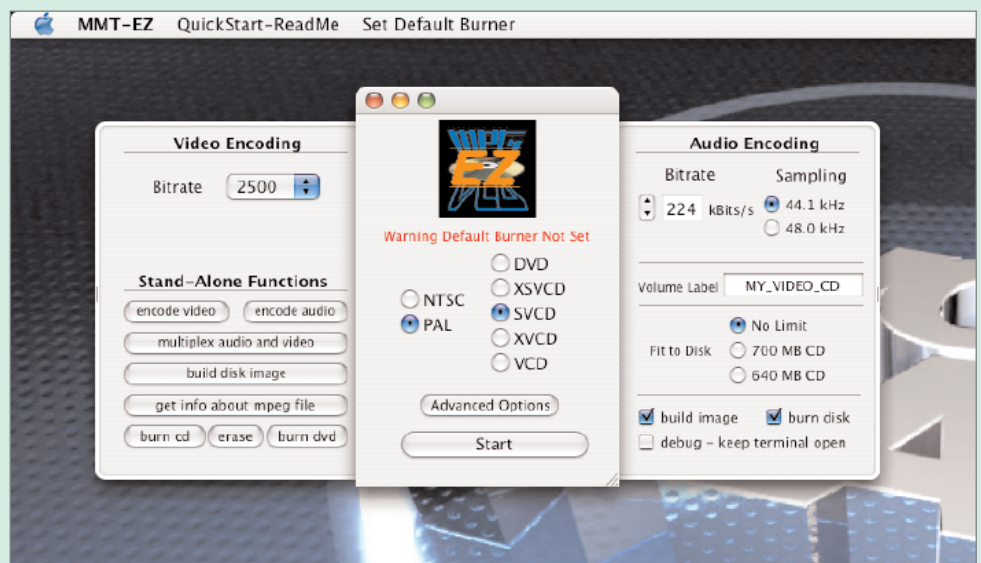 MMT-EZ QuickStart-ReadMe Set Default Burner
Video Encoding
Bitrate 2500
Stand-Alone Functions
encode video encode audio
multiplex audio and video
build disk image
get info about mpeg file
burn cd erase burn dvd
MPG
EZ
VCD
Warning Default Burner Not Set
NTSC
PAL
DVD
XSVCD
SVCD
XVCD
VCD
Advanced Options
Start
Audio Encoding
Bitrate Sampling
224 kBits/s 44.1 kHz
48.0 kHz
Volume Label MY_VIDEO_CD
Fit to Disk
No Limit
700 MB CD
640 MB CD
build image burn disk
debug - keep terminal open